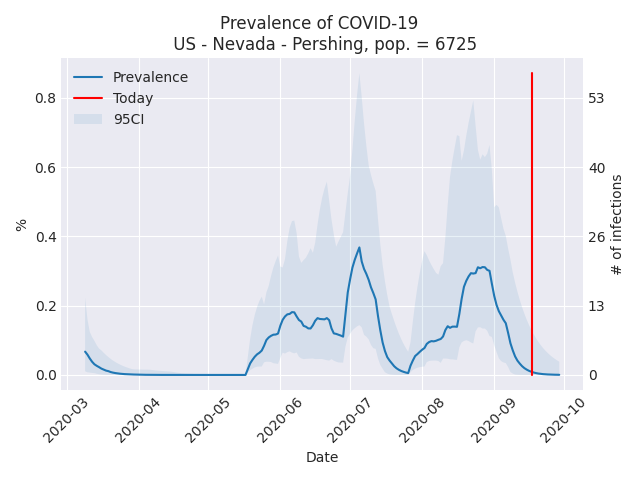 Prevalence of COVID-19
US - Nevada - Pershing, pop. = 6725
Prevalence
Today
95CI
0.8
0.6
0.4
0.2
0.0
%
53
40
26
13
0
# of infections
2020-03
2020-04
2020-05
2020-06
2020-07
2020-08
2020-09
2020-10
Date